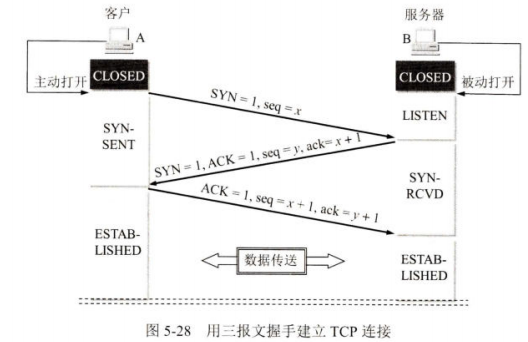 客户
服务器
A
B
主动打开
CLOSED
CLOSED
被动打开
SYN = 1, seq = x
LISTEN
SYN-
SENT
SYN = 1, ACK = 1, seq = y, ack= x + 1
SYN-
RCVD
ACK = 1, seq = x + 1, ack = y + 1
ESTAB-
LISHED
数据传送
ESTAB-
LISHED
图 5-28 用三报文握手建立 TCP 连接